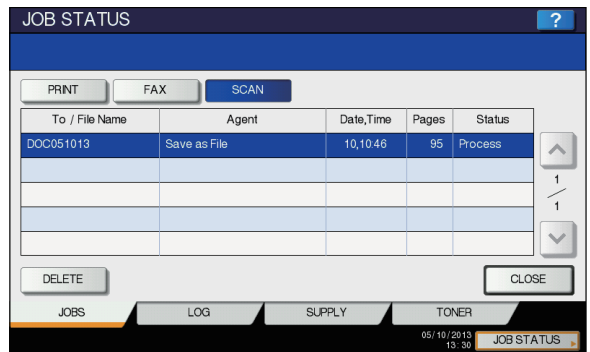 JOB STATUS ?
PRINT FAX SCAN
To / File Name Agent Date,Time Pages Status
DOC051013 Save as File 10,10:46 95 Process
1
1
DELETE CLOSE
JOBS LOG SUPPLY TONER
05/10/2013
13:30 JOB STATUS